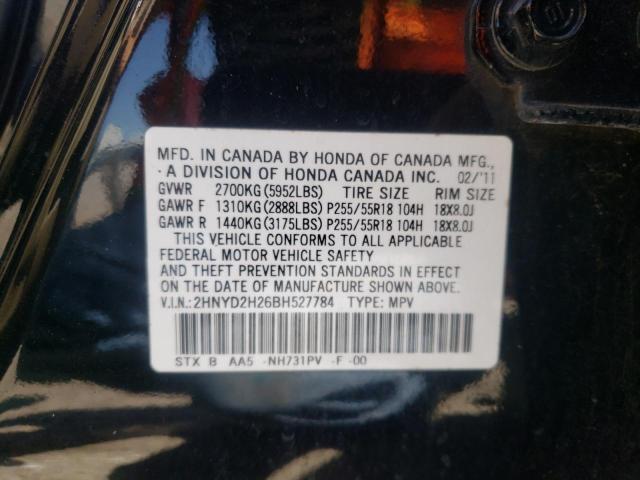 MFD. IN CANADA BY HONDA OF CANADA MFG.,
A DIVISION OF HONDA CANADA INC. 02/'11
GVWR 2700KG(5952LBS) TIRE SIZE RIM SIZE
GAWR F 1310KG(2888LBS) P255/55R18 104H 18X8.0J
GAWR R 1440KG(3175LBS) P255/55R18 104H 18X8.0J
THIS VEHICLE CONFORMS TO ALL APPLICABLE
FEDERAL MOTOR VEHICLE SAFETY
AND THEFT PREVENTION STANDARDS IN EFFECT
ON THE DATE OF MANUFACTURE SHOWN ABOVE.
V.I.N.:2HNYD2H26BH527784 TYPE: MPV
STX B AA5 -NH731PV -F -00